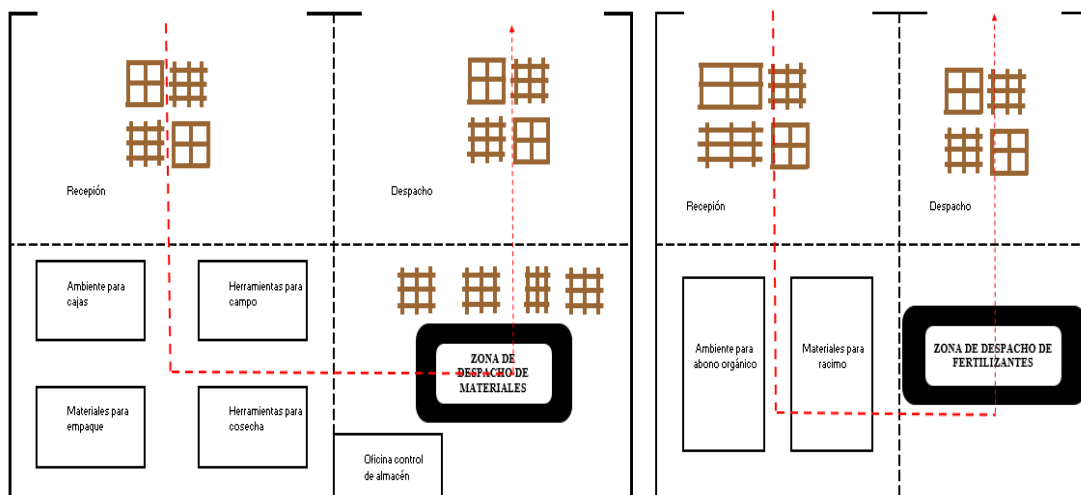 Recepión
Despacho
Ambiente para
cajas
Herramientas para
campo
Materiales para
empaque
Herramientas para
cosecha
ZONA DE
DESPACHO DE
MATERIALES
Oficina control
de almacén
Recepión
Despacho
Ambiente para
abono orgánico
Materiales para
racimo
ZONA DE DESPACHO DE
FERTILIZANTES